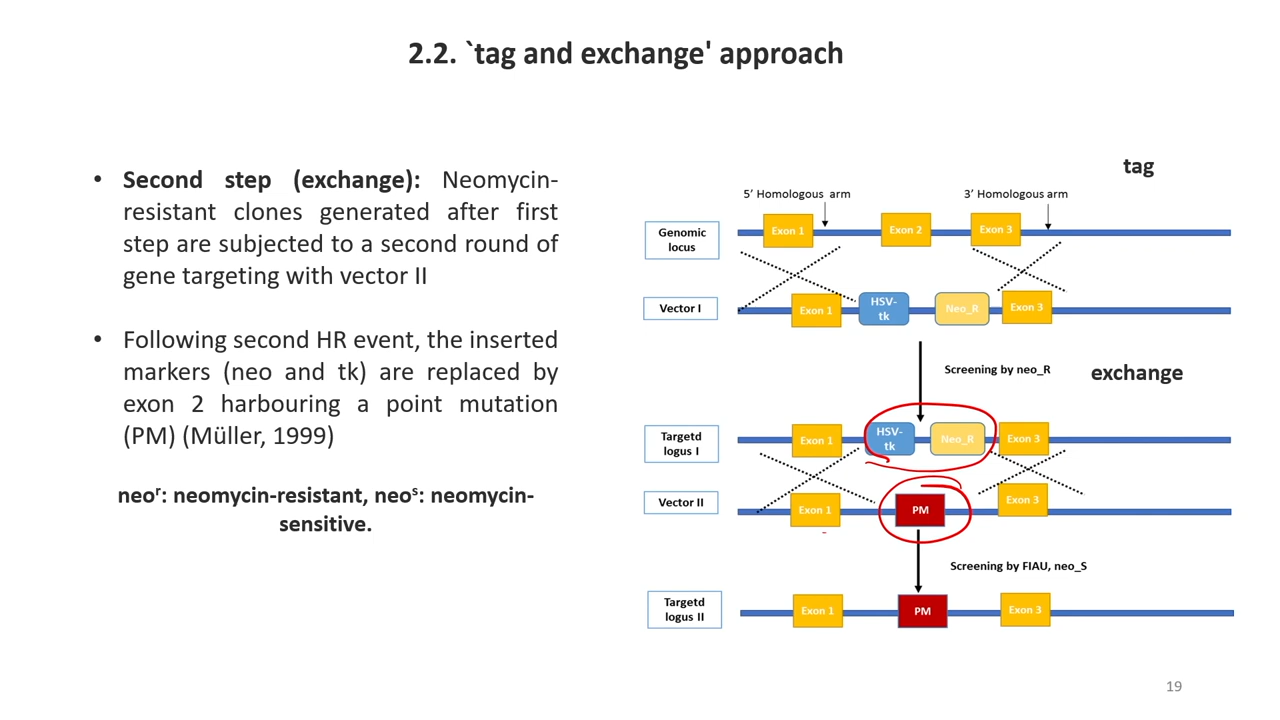 2.2. `tag and exchange' approach
• Second step (exchange): Neomycin-
resistant clones generated after first
step are subjected to a second round of
gene targeting with vector II
• Following second HR event, the inserted
markers (neo and tk) are replaced by
exon 2 harbouring a point mutation
(PM) (Müller, 1999)
neoʳ: neomycin-resistant, neoˢ: neomycin-
sensitive.
tag
5’ Homologous arm
3’ Homologous arm
Genomic
locus
Exon 1
Exon 2
Exon 3
Vector I
Exon 1
HSV-
tk
Neo_R
Exon 3
Screening by neo_R
exchange
Targetd
logus I
Exon 1
HSV-
tk
Neo_R
Exon 3
Vector II
Exon 1
PM
Exon 3
Screening by FIAU, neo_S
Targetd
logus II
Exon 1
PM
Exon 3
19